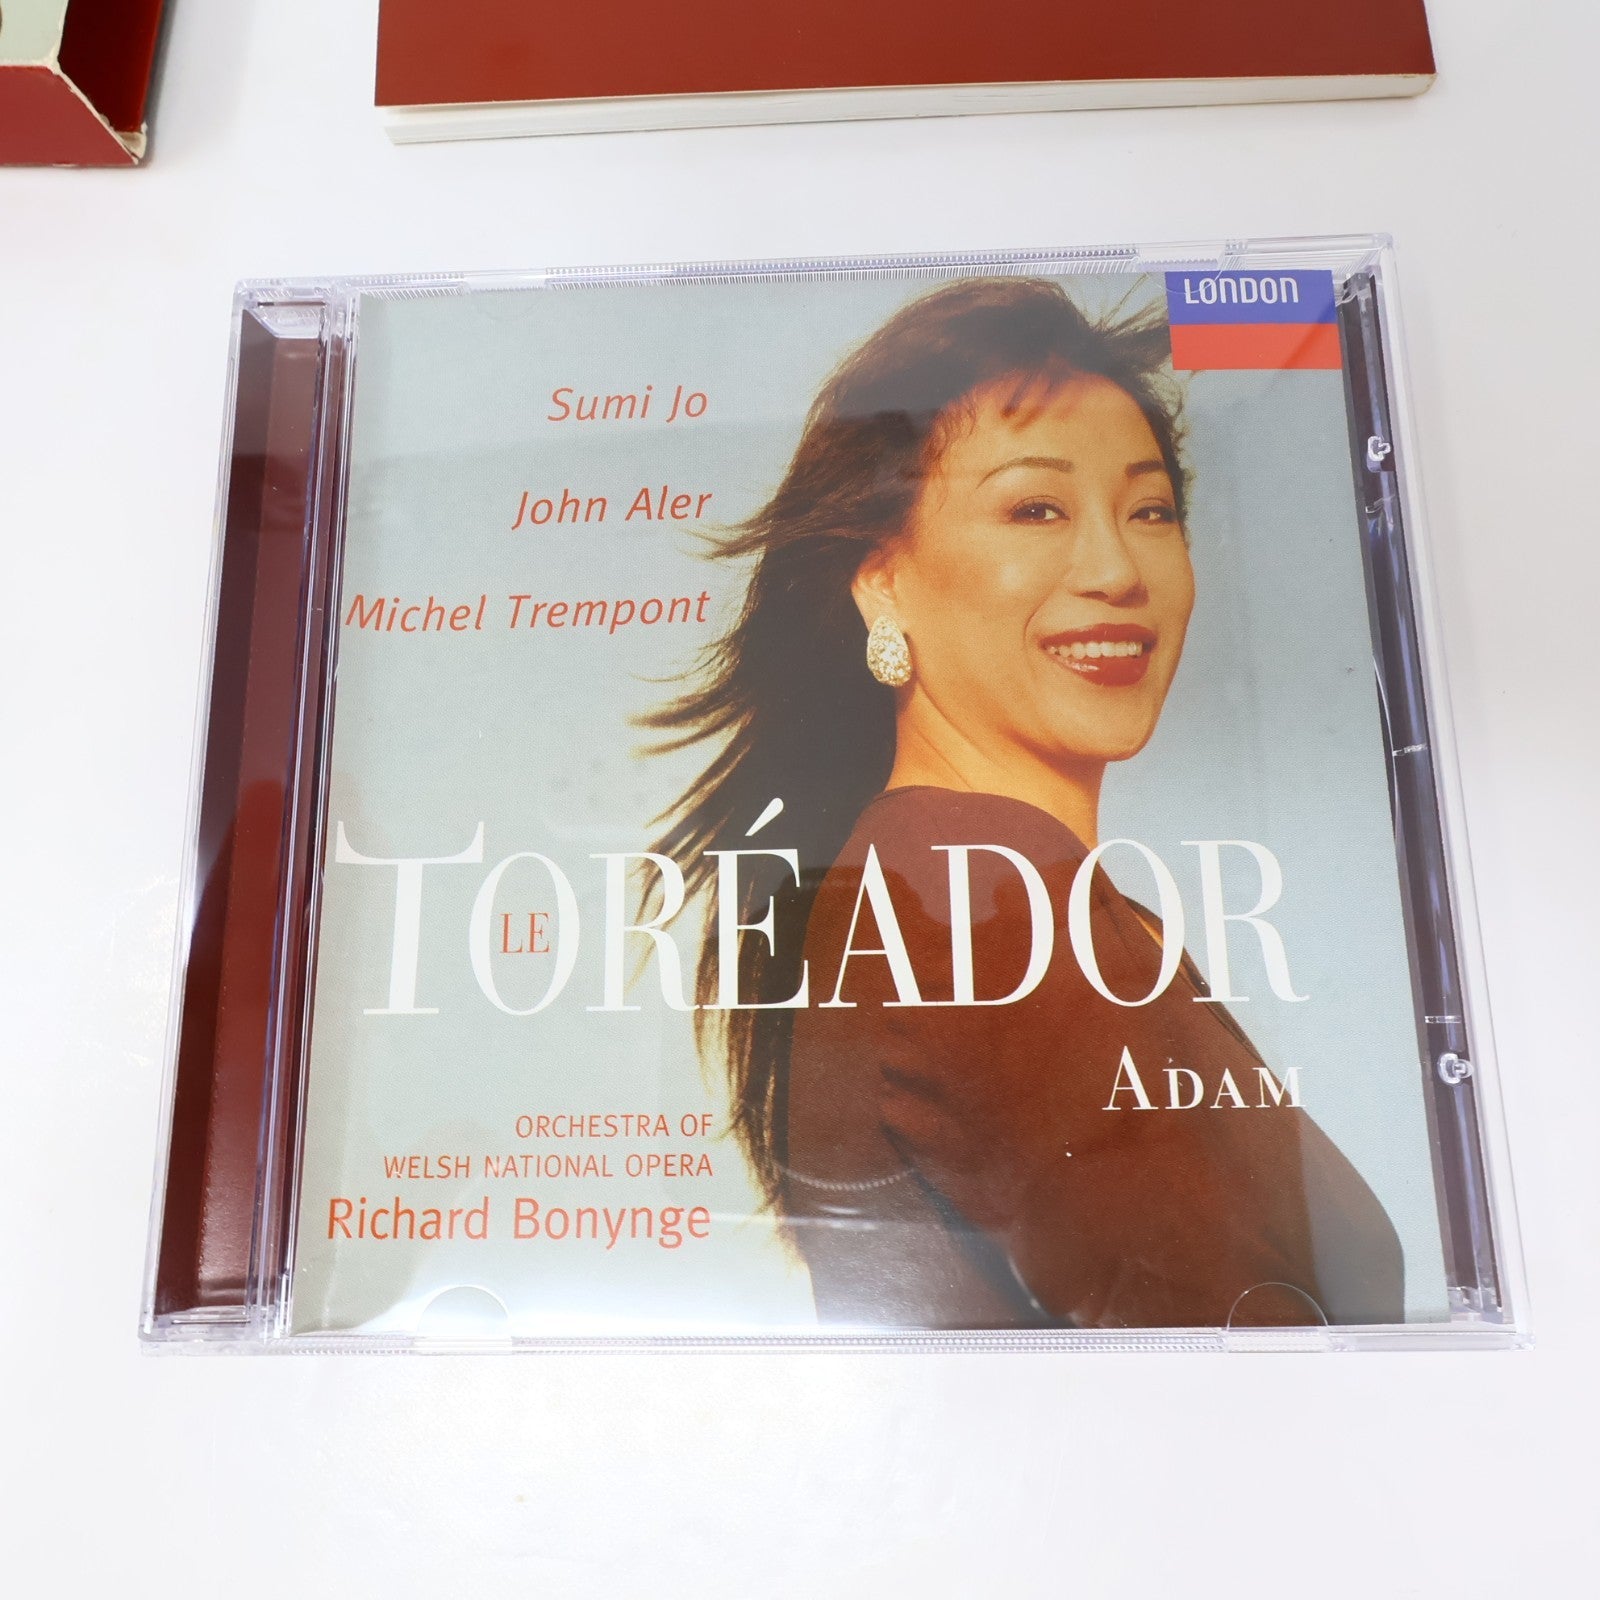 LONDON
Sumi Jo
John Aler
Michel Trempont
LE
TORÉADOR
ADAM
ORCHESTRA OF
WELSH NATIONAL OPERA
Richard Bonynge